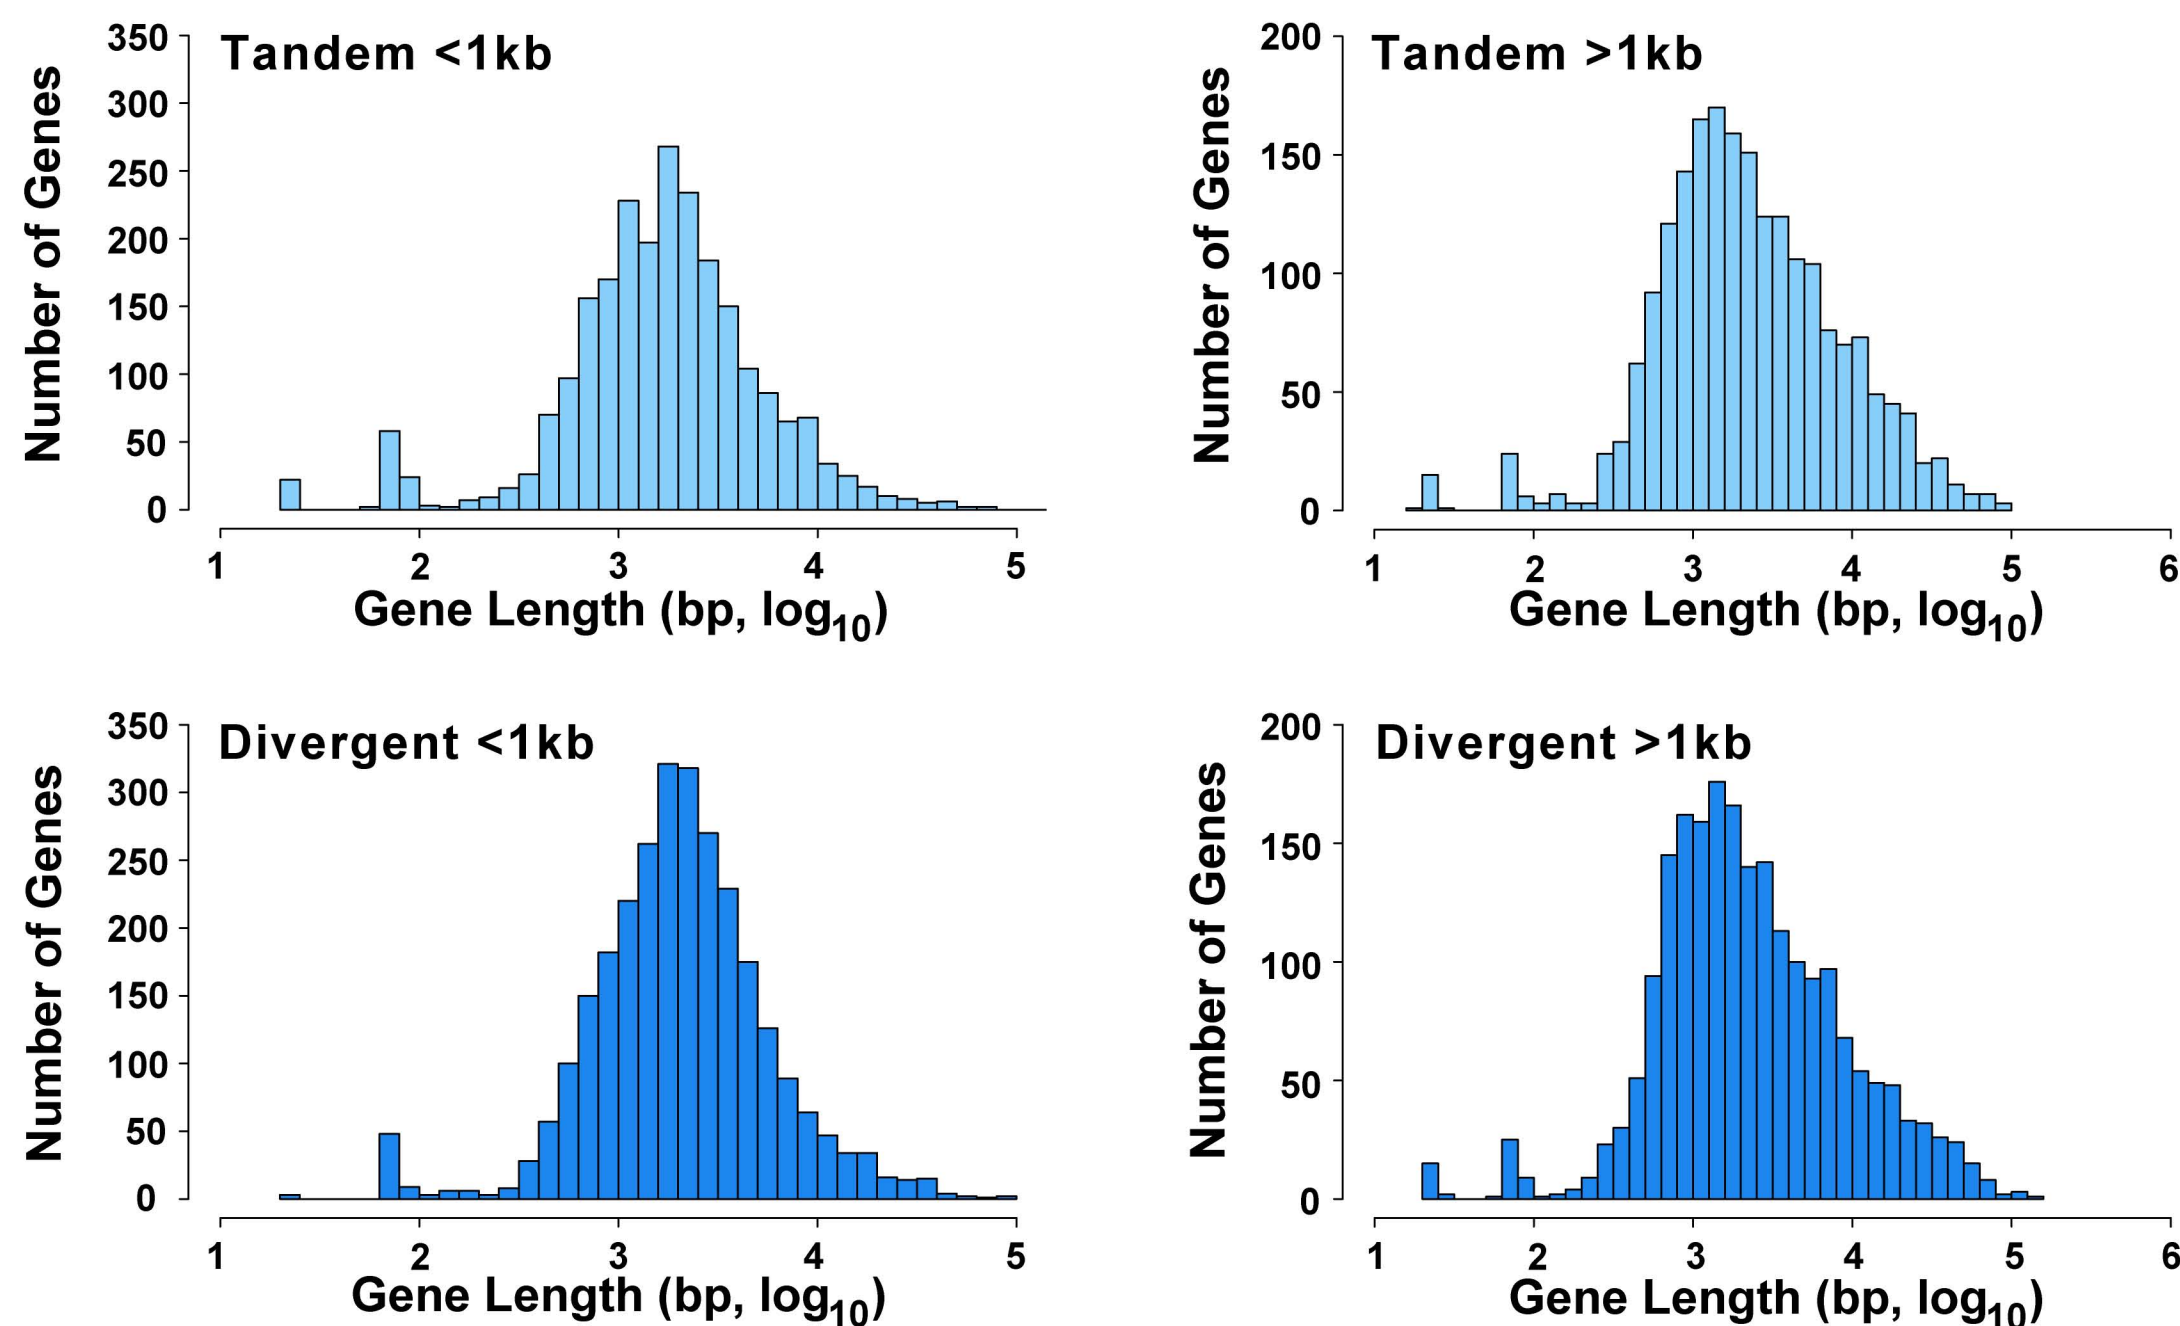 Tandem <1kb
Number of Genes
350
300
250
200
150
100
50
0
1 2 3 4 5
Gene Length (bp, log10)
Tandem >1kb
Number of Genes
200
150
100
50
0
1 2 3 4 5 6
Gene Length (bp, log10)
Divergent <1kb
Number of Genes
350
300
250
200
150
100
50
0
1 2 3 4 5
Gene Length (bp, log10)
Divergent >1kb
Number of Genes
200
150
100
50
0
1 2 3 4 5 6
Gene Length (bp, log10)